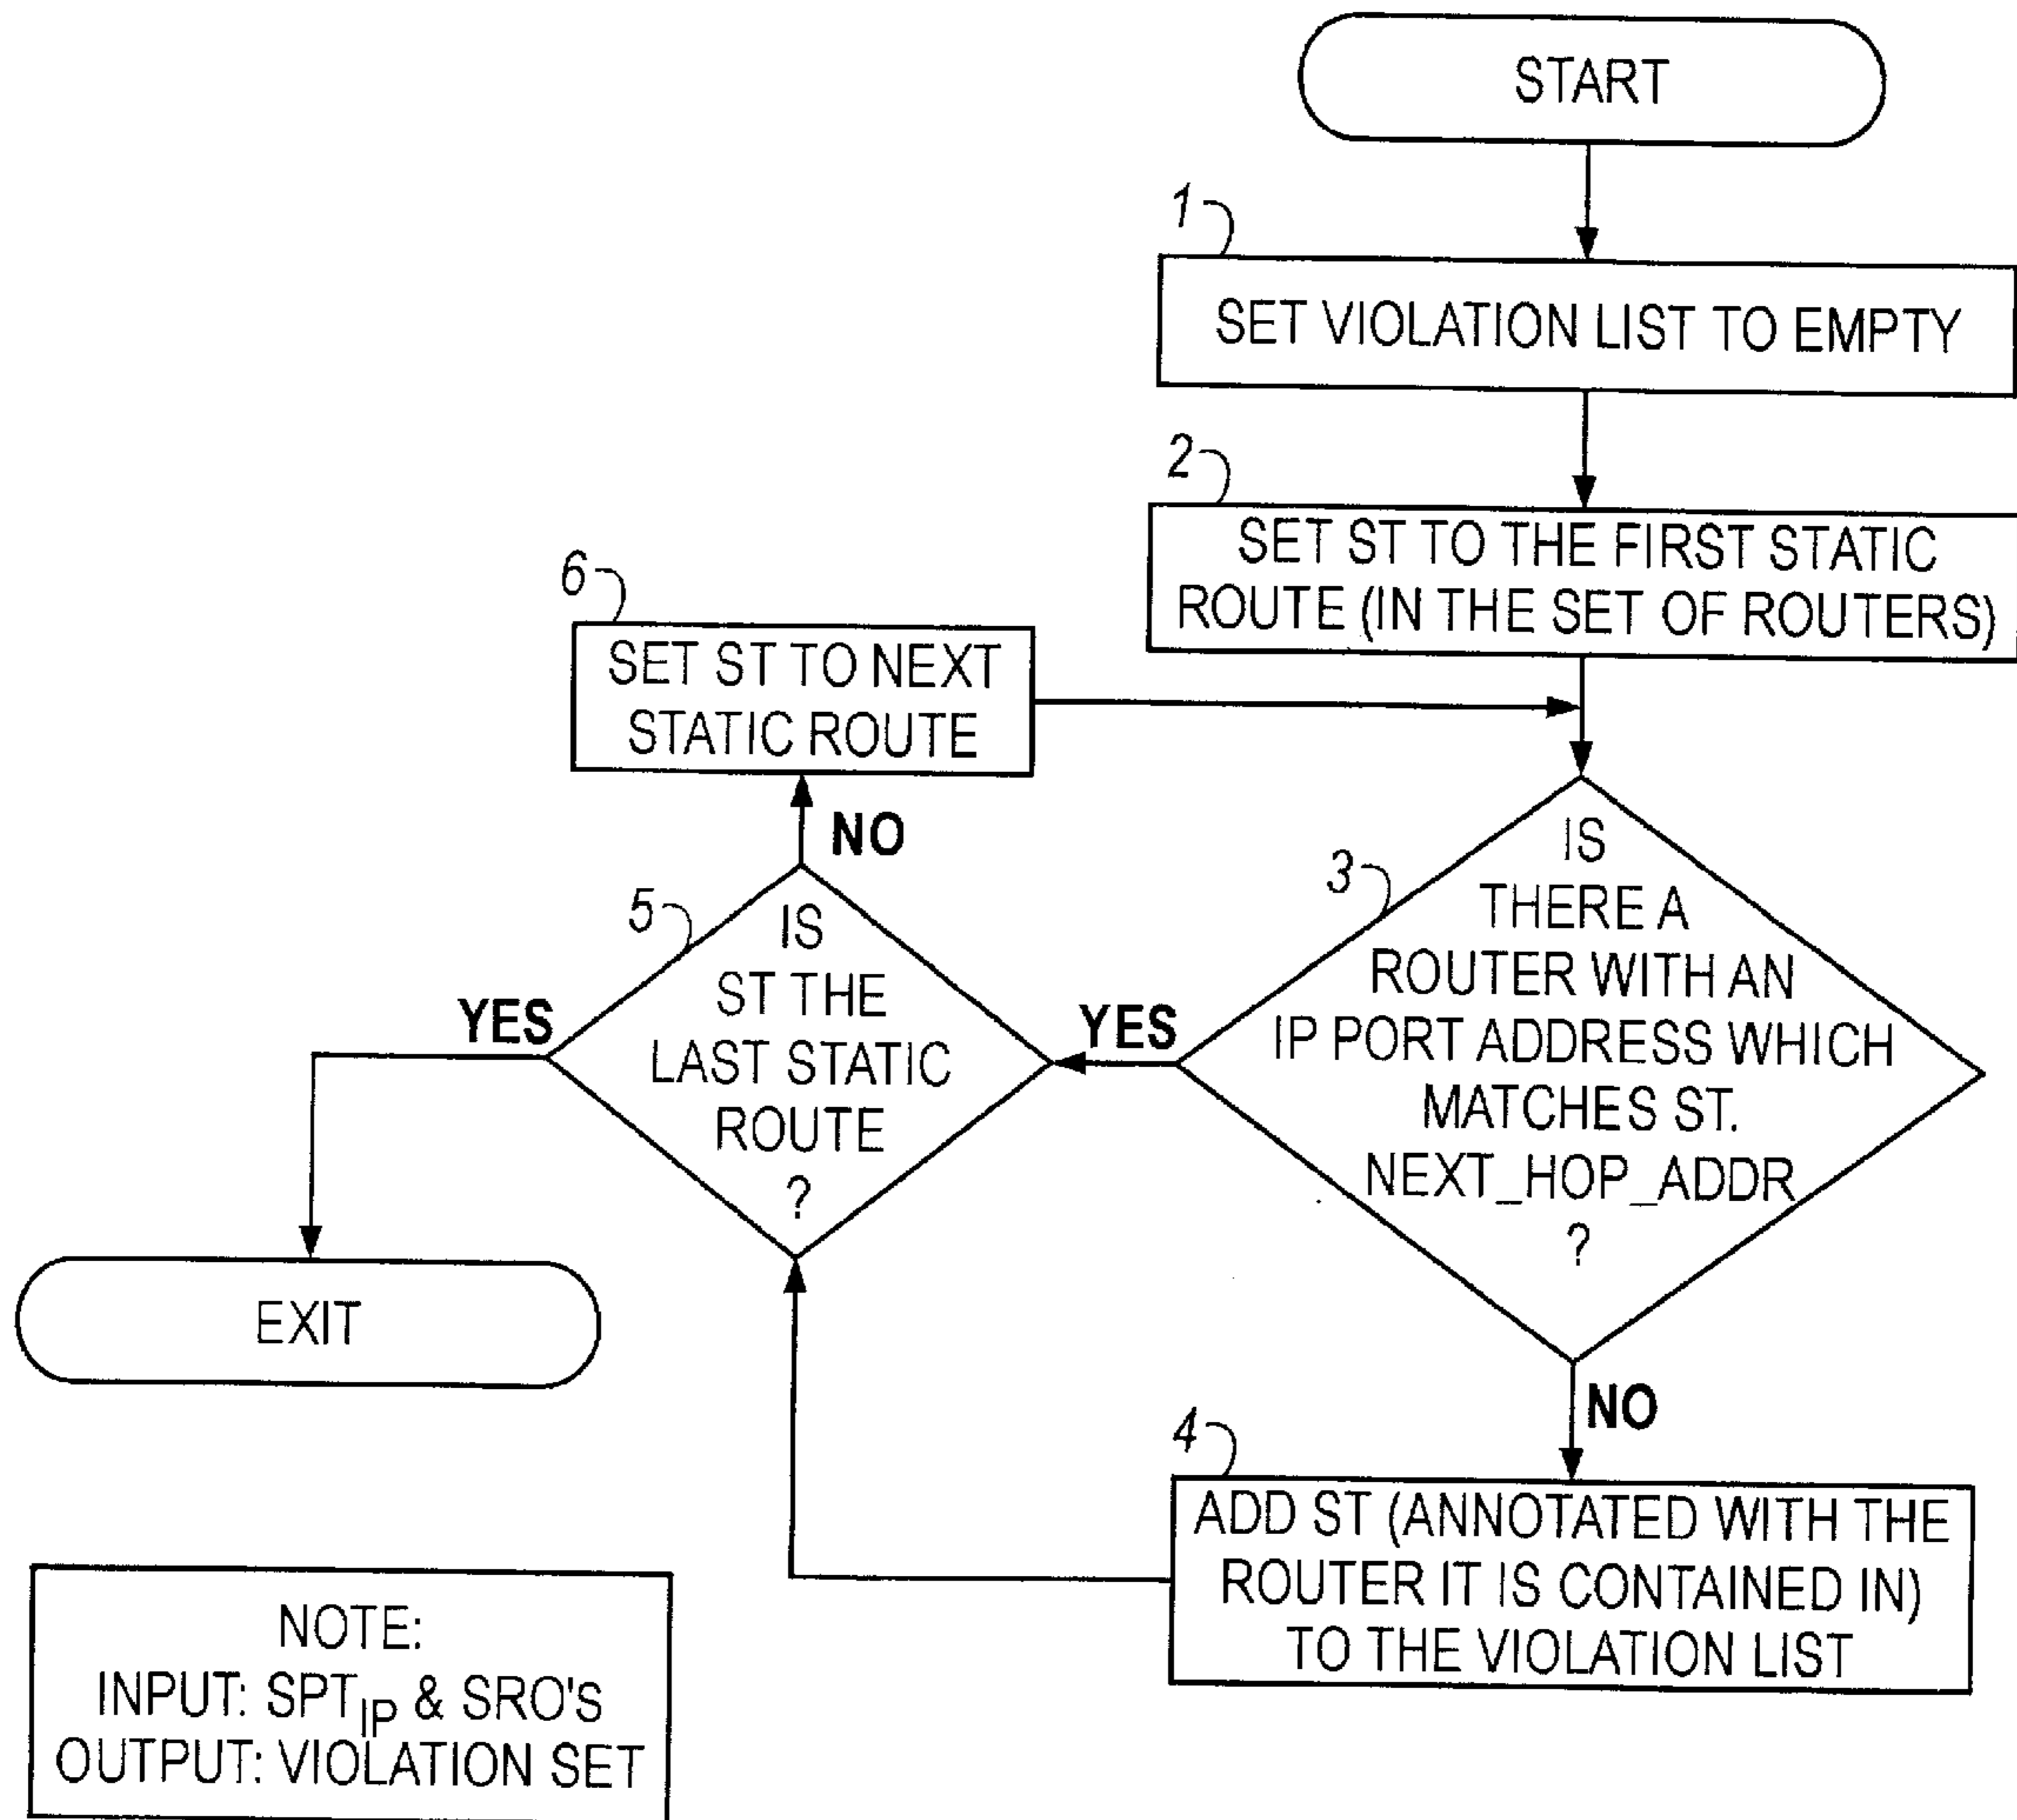 START
1
SET VIOLATION LIST TO EMPTY
2
SET ST TO THE FIRST STATIC
ROUTE (IN THE SET OF ROUTERS)
6
SET ST TO NEXT
STATIC ROUTE
NO
3
IS
THERE A
ROUTER WITH AN
IP PORT ADDRESS WHICH
MATCHES ST.
NEXT_HOP_ADDR
?
YES
5
IS
ST THE
LAST STATIC
ROUTE
?
YES
EXIT
NO
4
ADD ST (ANNOTATED WITH THE
ROUTER IT IS CONTAINED IN)
TO THE VIOLATION LIST
NOTE:
INPUT: SPT_IP & SRO'S
OUTPUT: VIOLATION SET